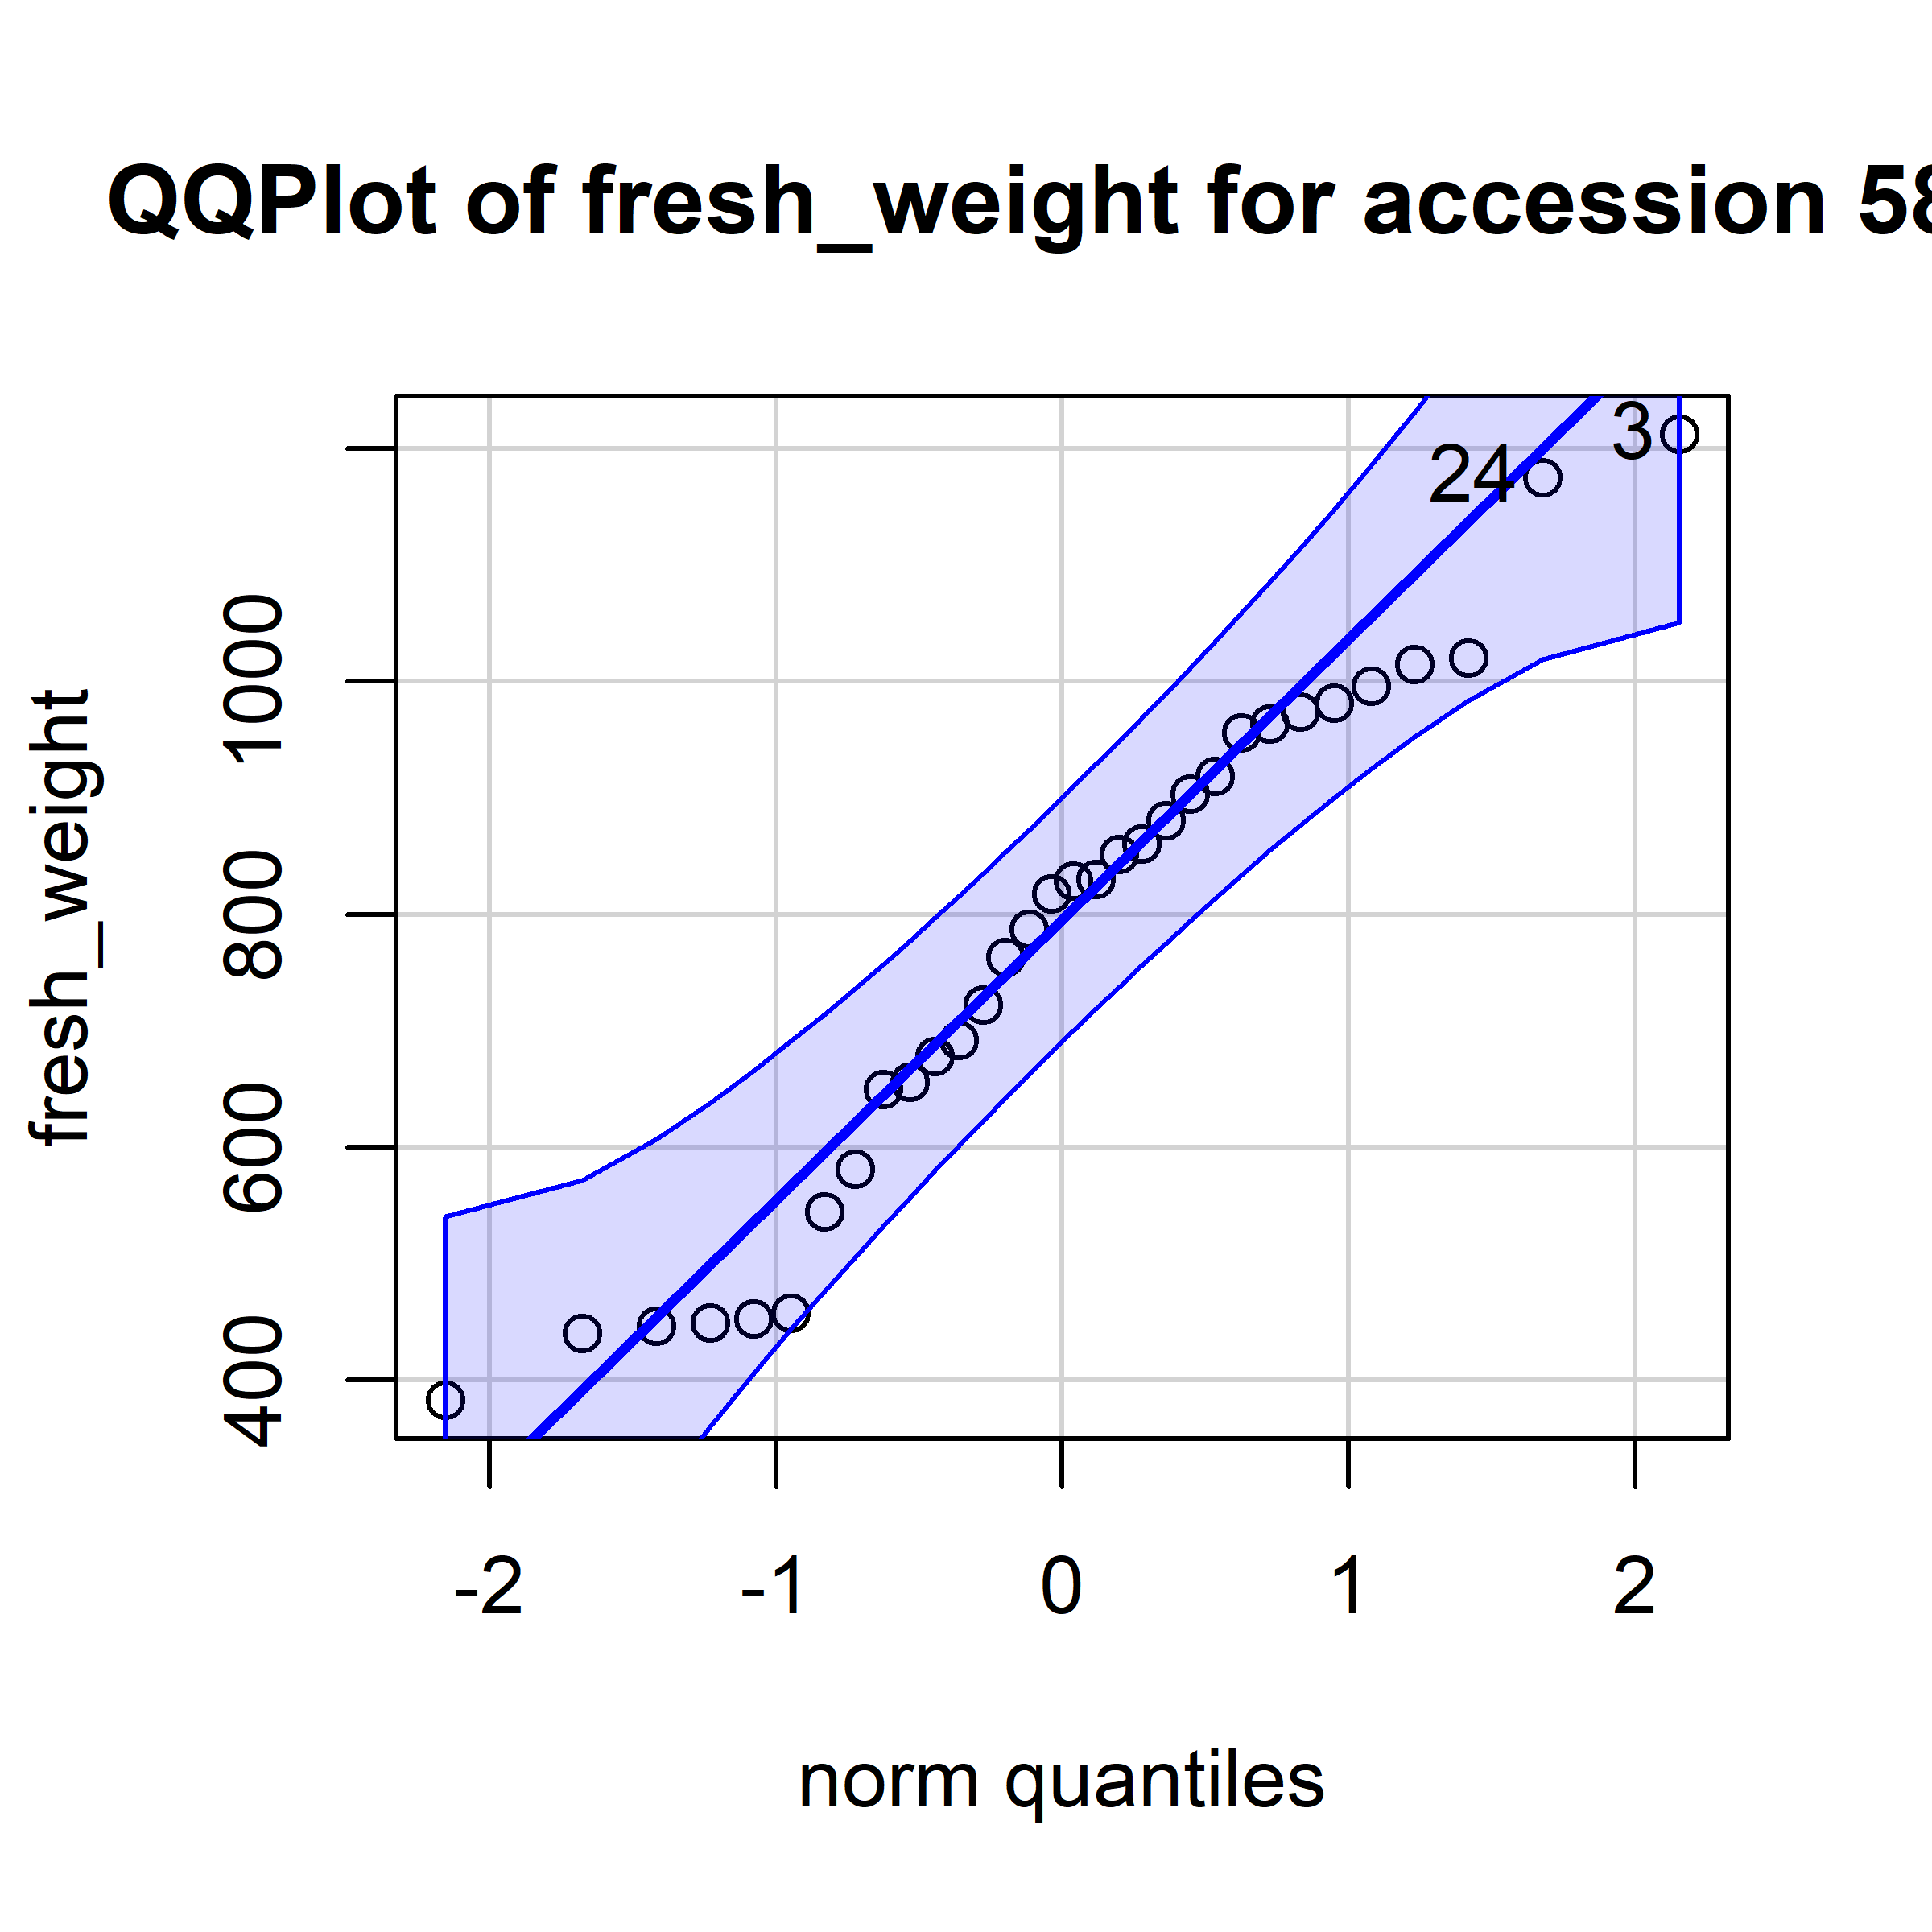 QQPlot of fresh_weight for accession 58
3
24
1000
800
600
400
fresh_weight
-2 -1 0 1 2
norm quantiles